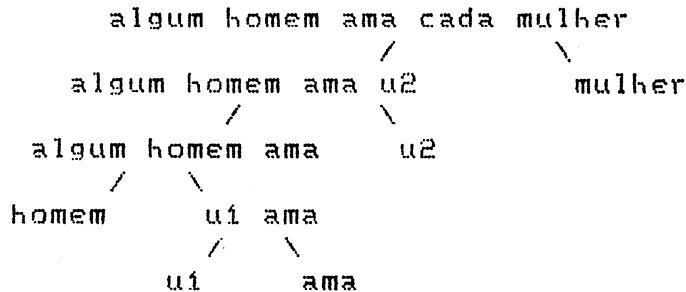 algum homem ama cada mulher
algum homem ama u2 mulher
algum homem ama u2
homem u1 ama
u1 ama